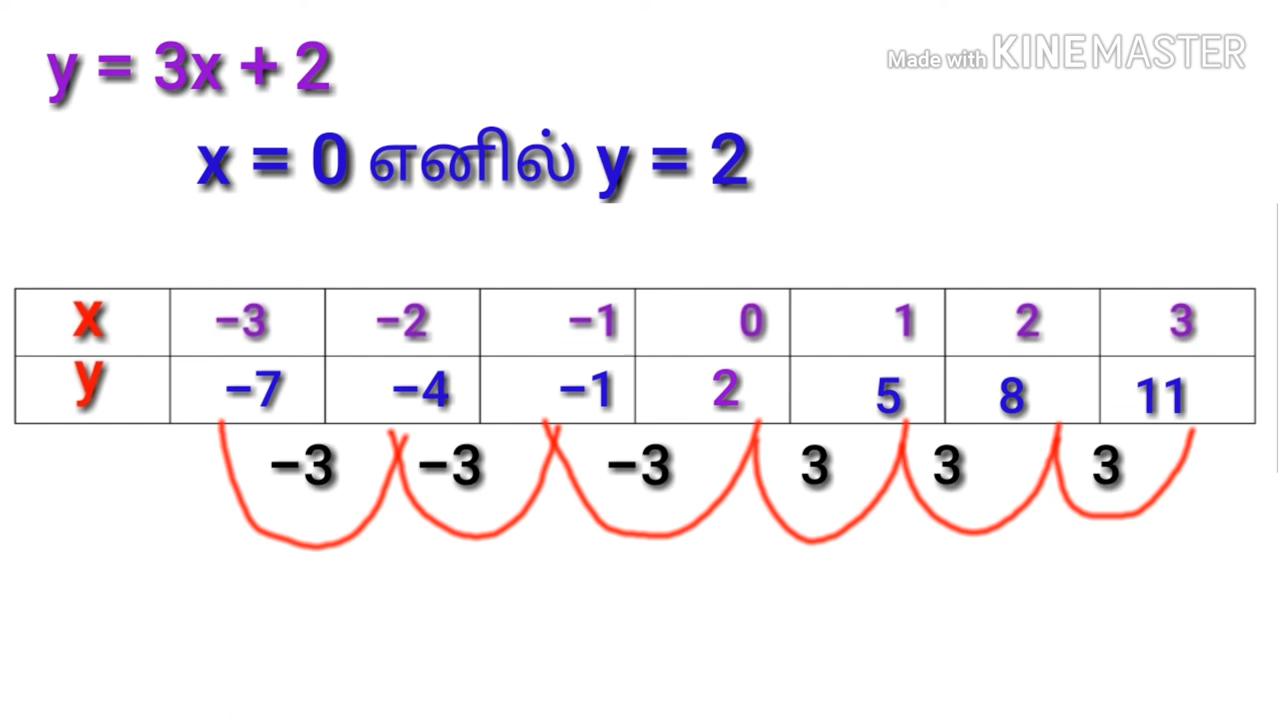 y = 3x + 2
Made with KINEMASTER
x = 0 எனில் y = 2
x −3 −2 −1 0 1 2 3
y −7 −4 −1 2 5 8 11
−3 −3 −3 3 3 3